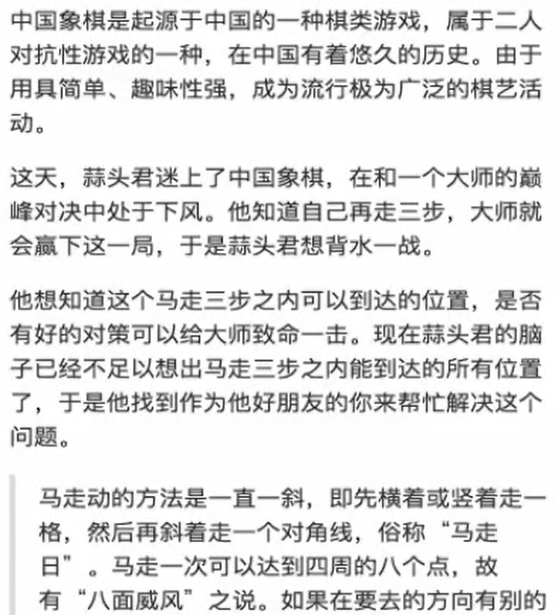 中国象棋是起源于中国的一种棋类游戏，属于二人
对抗性游戏的一种，在中国有着悠久的历史。由于
用具简单、趣味性强，成为流行极为广泛的棋艺活
动。
这天，蒜头君迷上了中国象棋，在和一个大师的巅
峰对决中处于下风。他知道自己再走三步，大师就
会赢下这一局，于是蒜头君想背水一战。
他想知道这个马走三步之内可以到达的位置，是否
有好的对策可以给大师致命一击。现在蒜头君的脑
子已经不足以想出马走三步之内能到达的所有位置
了，于是他找到作为他好朋友的你来帮忙解决这个
问题。
马走动的方法是一直一斜，即先横着或竖着走一
格，然后再斜着走一个对角线，俗称“马走
日”。马走一次可以达到四周的八个点，故
有“八面威风”之说。如果在要去的方向有别的